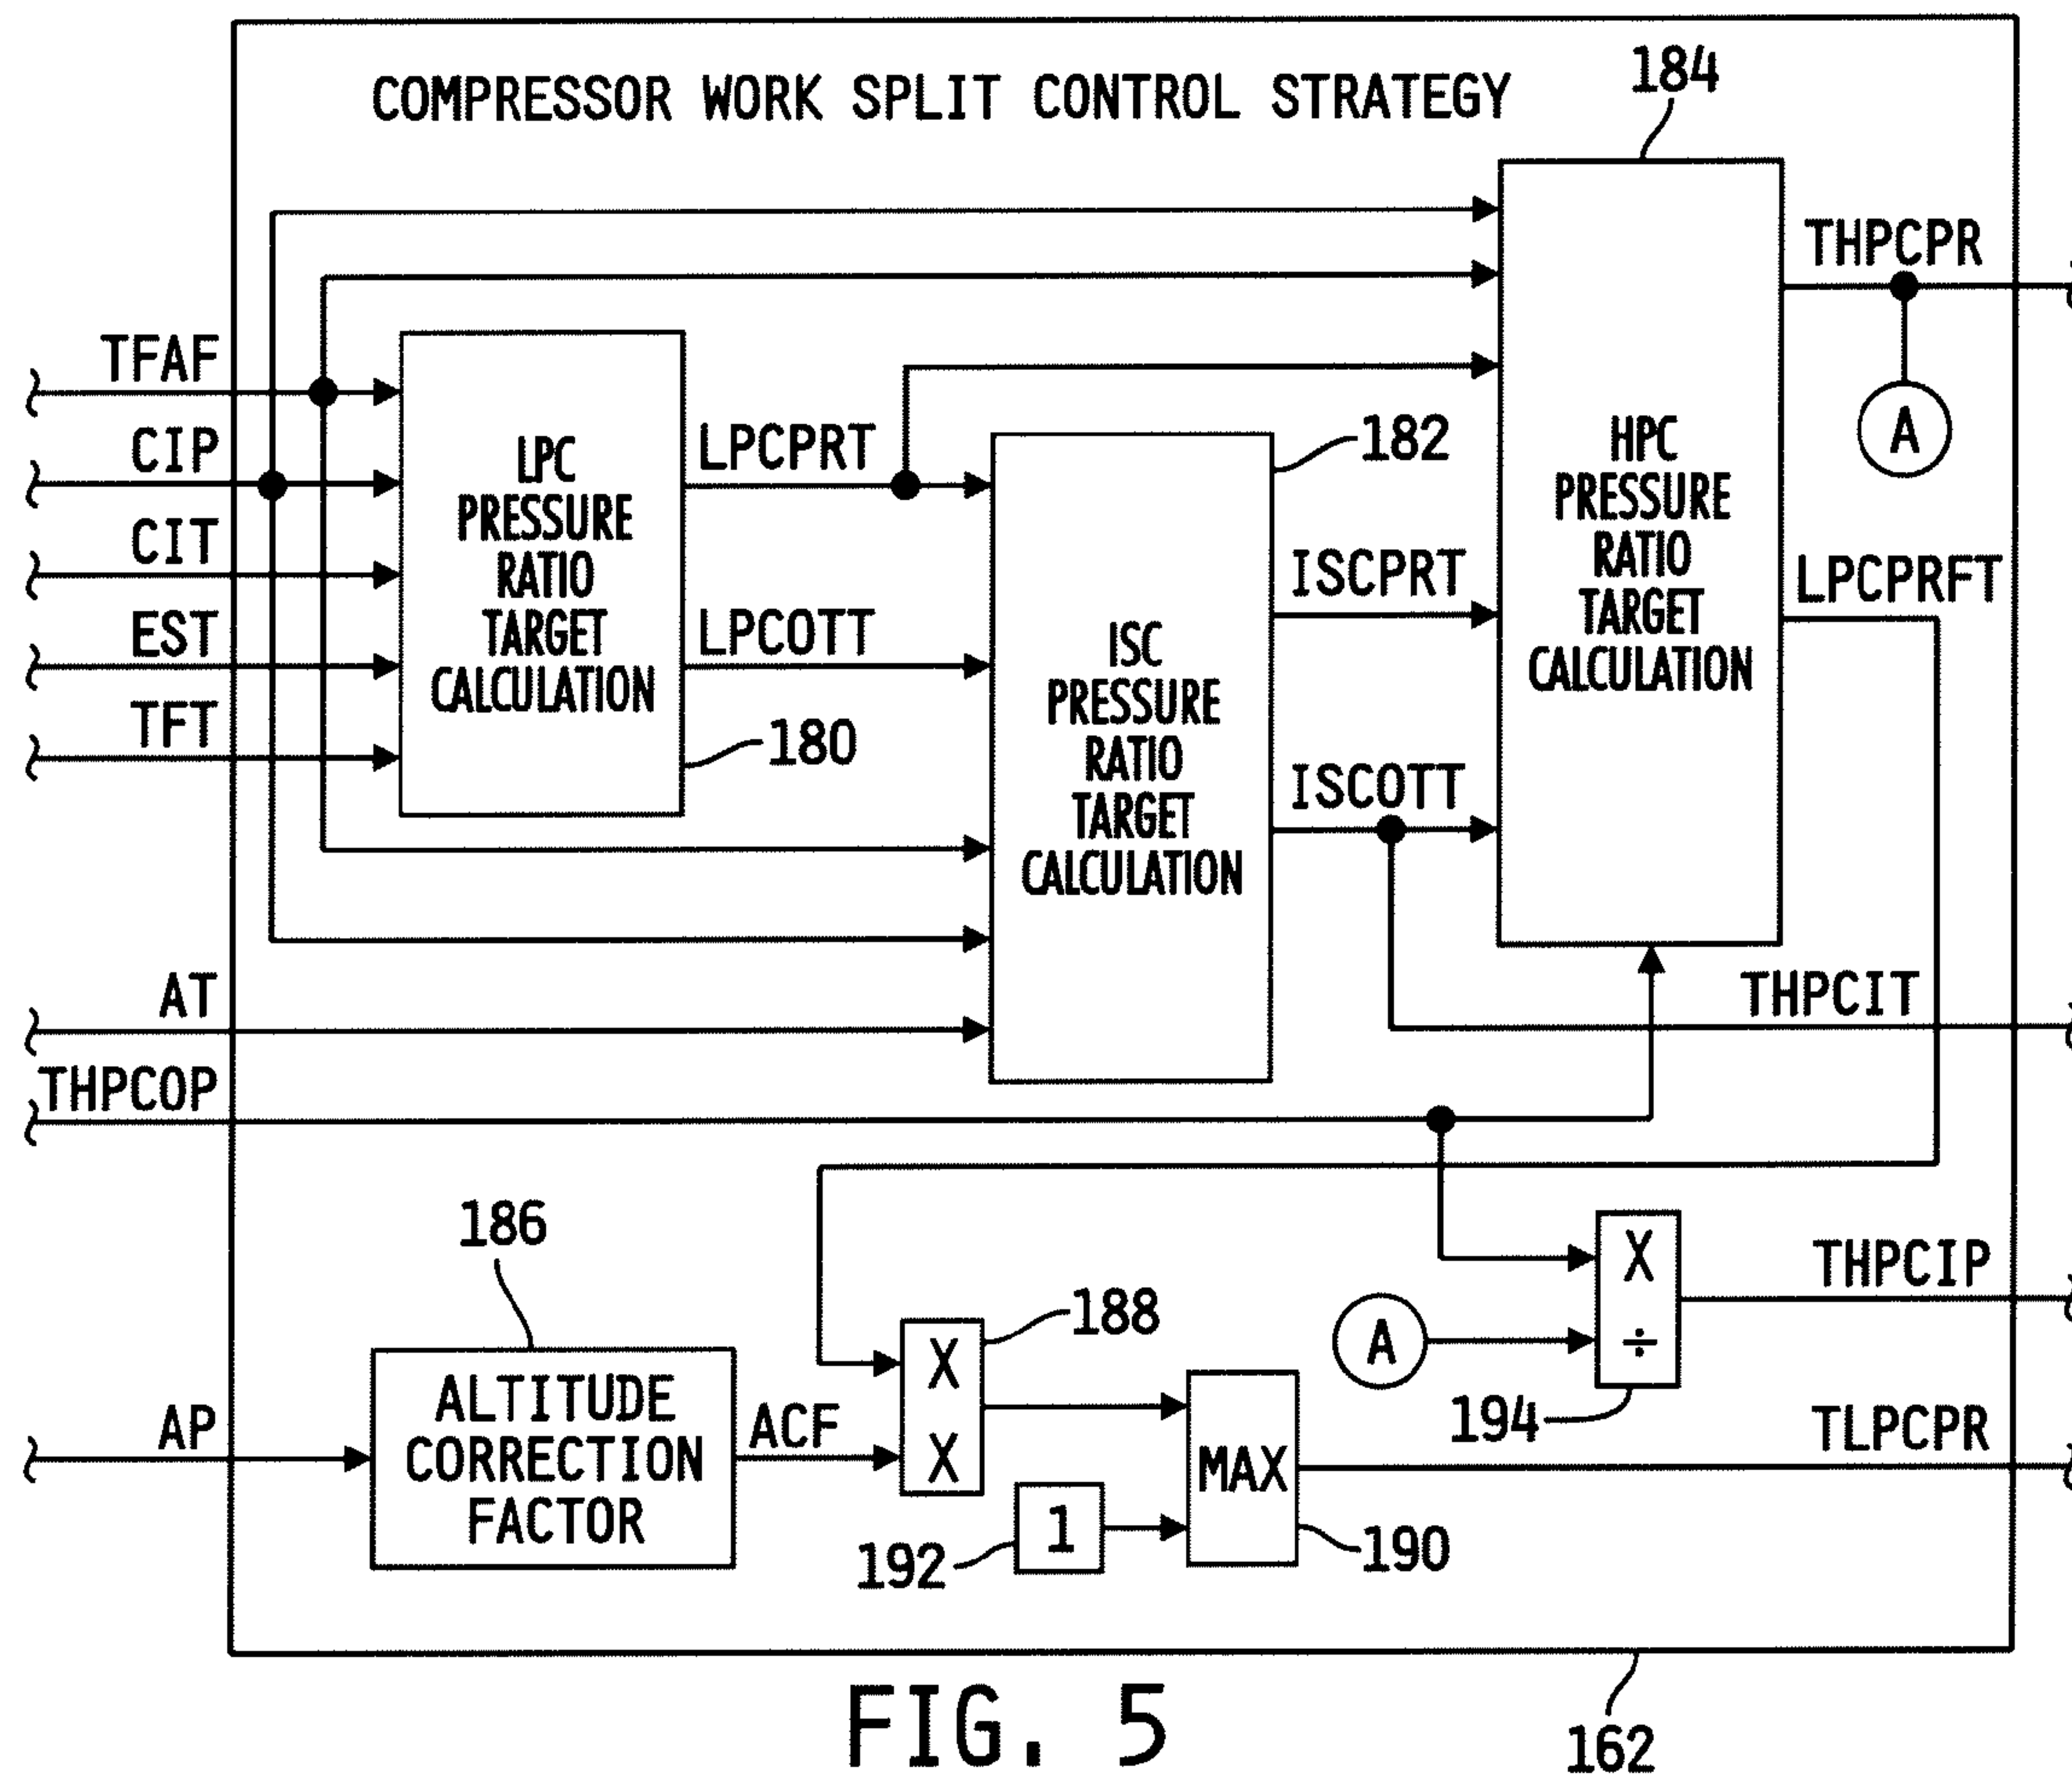 COMPRESSOR WORK SPLIT CONTROL STRATEGY
184
THPCPR
TFAF
A
CIP
LPC
PRESSURE
RATIO
TARGET
CALCULATION
LPCPRT
182
HPC
PRESSURE
RATIO
TARGET
CALCULATION
CIT
ISCPRT
LPCPRFT
EST
LPCOTT
ISC
PRESSURE
RATIO
TARGET
CALCULATION
TFT
180
ISCOTT
AT
THPCIT
THPCOP
186
X
÷
THPCIP
188
A
194
AP
ALTITUDE
CORRECTION
FACTOR
ACF
X
X
MAX
TLPCPR
1
192
190
FIG. 5
162